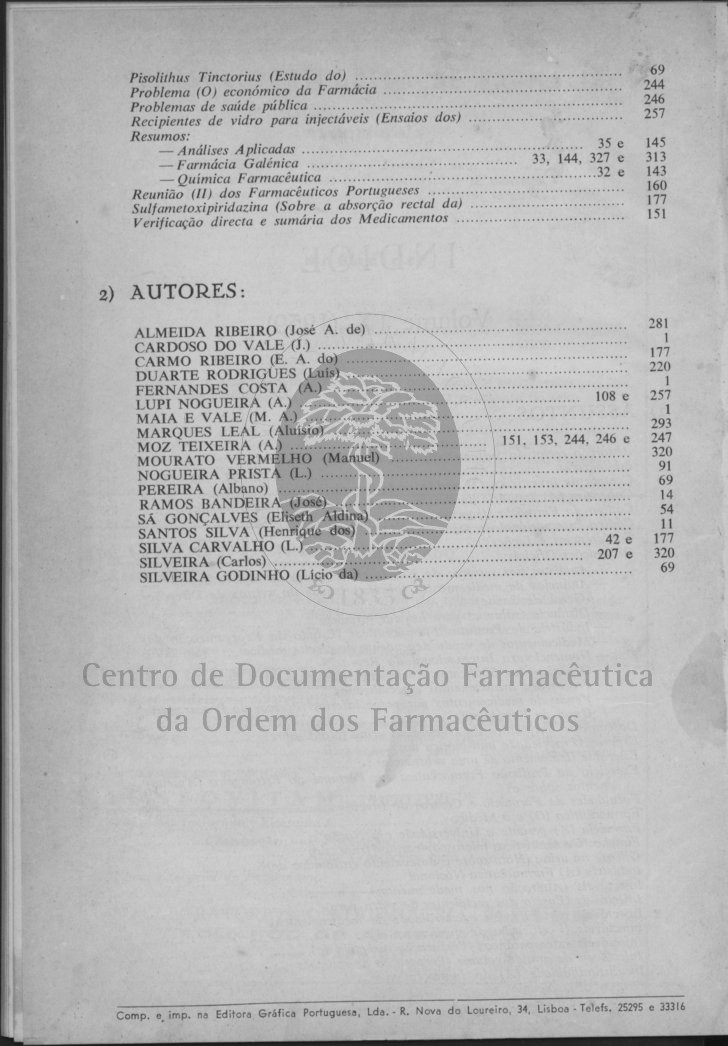 Pisolithus Tinctorius (Estudo do) ........ 69
Problema (O) económico da Farmácia ........ 244
Problemas de saúde pública ........ 246
Recipientes de vidro para injectáveis (Ensaios dos) ........ 257
Resumos:
— Análises Aplicadas ........ 35 e 145
— Farmácia Galénica ........ 33, 144, 327 e 313
— Química Farmacêutica ........ 32 e 143
Reunião (II) dos Farmacêuticos Portugueses ........ 160
Sulfametoxipiridazina (Sobre a absorção rectal da) ........ 177
Verificação directa e sumária dos Medicamentos ........ 151
2) AUTORES:
ALMEIDA RIBEIRO (José A. de) ........ 281
CARDOSO DO VALE (J.) ........ 1
CARMO RIBEIRO (E. A. do) ........ 177
DUARTE RODRIGUES (Luís) ........ 220
FERNANDES COSTA (A.) ........ 1
LUPI NOGUEIRA (A.) ........ 108 e 257
MAIA E VALE (M. A.) ........ 1
MARQUES LEAL (Aluísio) ........ 293
MOZ TEIXEIRA (A.) ........ 151, 153, 244, 246 e 247
MOURATO VERMELHO (Manuel) ........ 320
NOGUEIRA PRISTA (L.) ........ 91
PEREIRA (Albano) ........ 69
RAMOS BANDEIRA (José) ........ 14
SÁ GONÇALVES (Eliseth Aldina) ........ 54
SANTOS SILVA (Henrique dos) ........ 11
SILVA CARVALHO (L.) ........ 42 e 177
SILVEIRA (Carlos) ........ 207 e 320
SILVEIRA GODINHO (Lício da) ........ 69
Centro de Documentação Farmacêutica
da Ordem dos Farmacêuticos
Comp. e imp. na Editora Gráfica Portuguesa, Lda. - R. Nova do Loureiro, 34, Lisboa - Telefs. 25295 e 33316